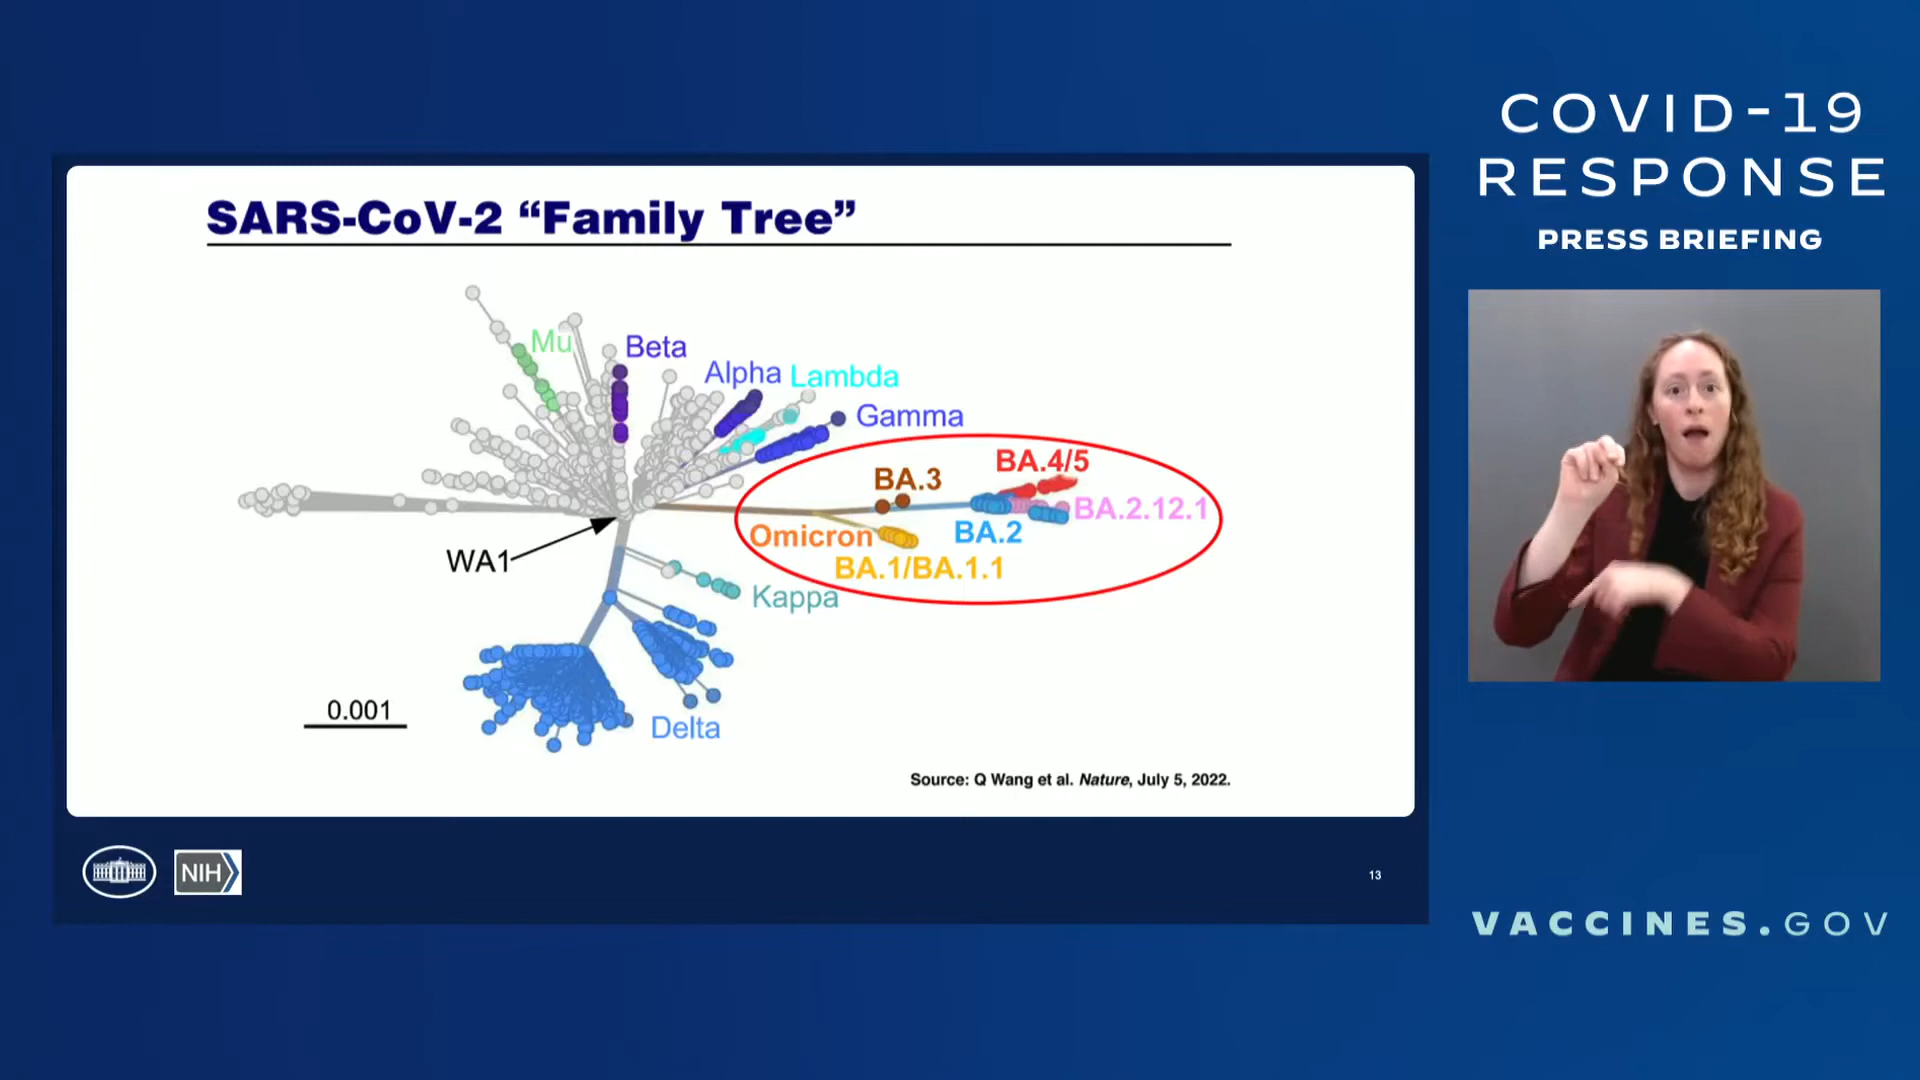 COVID-19
RESPONSE
PRESS BRIEFING
SARS-CoV-2 “Family Tree”
Mu
Beta
Alpha
Lambda
Gamma
BA.4/5
BA.3
BA.2.12.1
Omicron
BA.2
WA1
BA.1/BA.1.1
Kappa
0.001
Delta
Source: Q Wang et al. Nature, July 5, 2022.
NIH
13
VACCINES.GOV